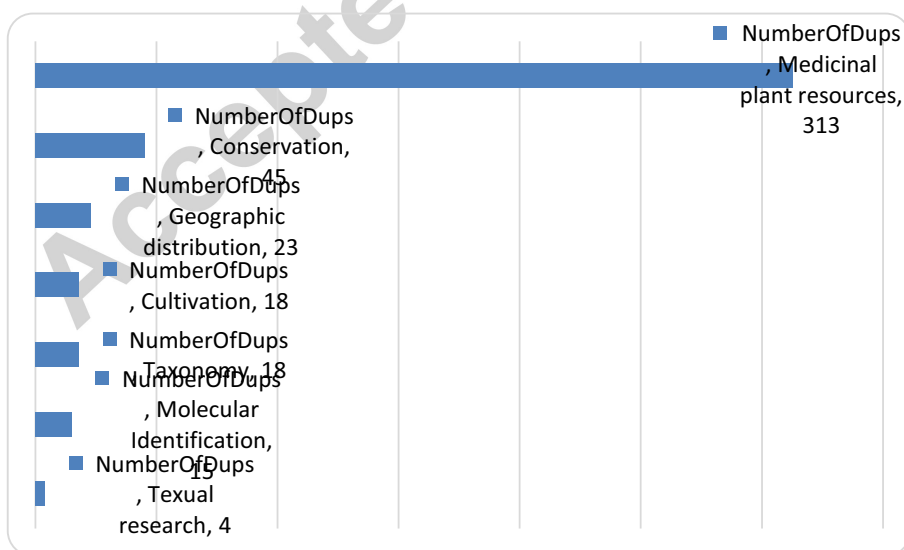 Accepte
NumberOfDups
, Medicinal
plant resources,
313
NumberOfDups
, Conservation,
45
NumberOfDups
, Geographic
distribution, 23
NumberOfDups
, Cultivation, 18
NumberOfDups
, Taxonomy, 18
NumberOfDups
, Molecular
Identification,
15
NumberOfDups
, Texual
research, 4